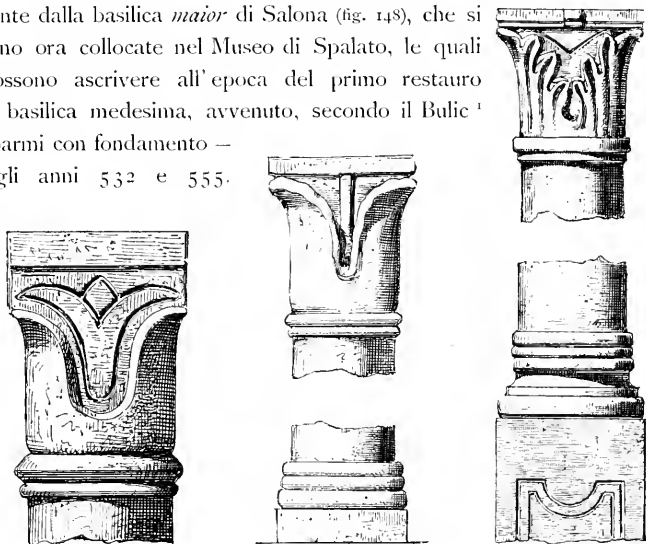 nte dalla basilica maior di Salona (fig. 148), che si
no ora collocate nel Museo di Spalato, le quali
ossono ascrivere all'epoca del primo restauro
basilica medesima, avvenuto, secondo il Bulic ¹
armi con fondamento —
gli anni 532 e 555.